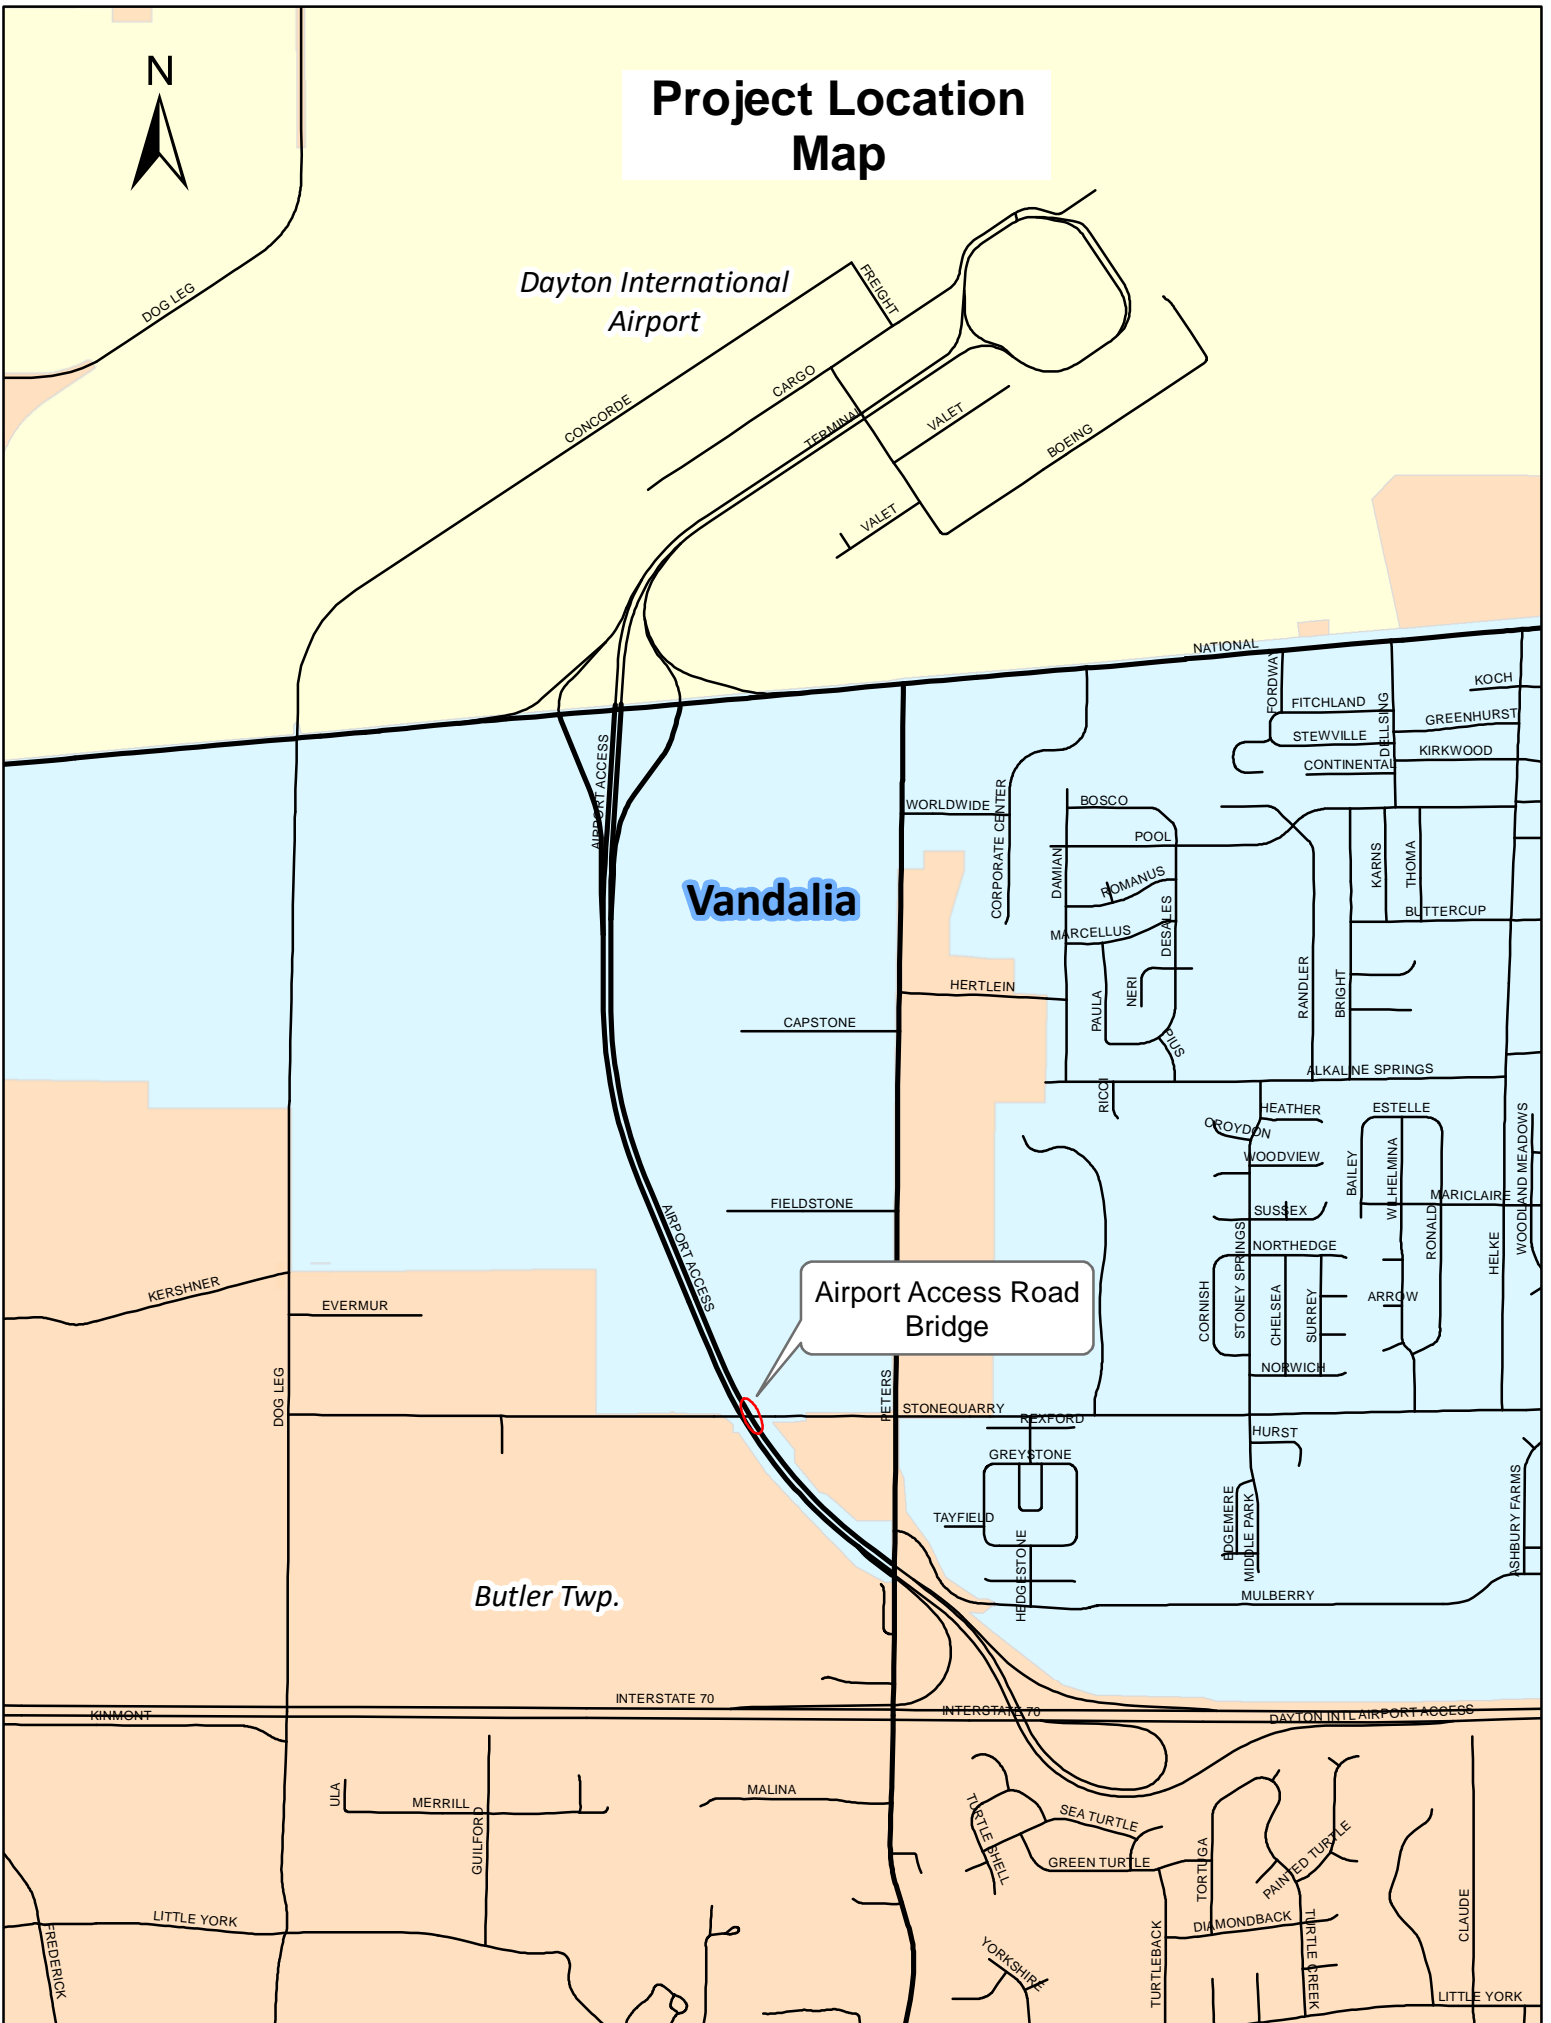 N
Project Location
Map
Dayton International
Airport
FREIGHT
DOG LEG
CARGO
CONCORDE
TERMINAL
VALET
BOEING
VALET
NATIONAL
FORDWAY
KOCH
FITCHLAND
DELLSING
GREENHURST
STEWVILLE
KIRKWOOD
CONTINENTAL
AIRPORT ACCESS
WORLDWIDE
CORPORATE CENTER
BOSCO
POOL
DAMIAN
KARNS
THOMA
Vandalia
ROMANUS
BUTTERCUP
MARCELLUS
DESALES
HERTLEIN
NERI
PAULA
RANDLER
BRIGHT
CAPSTONE
PIUS
ALKALINE SPRINGS
RICCI
HEATHER
ESTELLE
CROYDON
WOODVIEW
BAILEY
WILHELMINA
WOODLAND MEADOWS
MARICLAIRE
FIELDSTONE
SUSSEX
STONEY SPRINGS
RONALD
HELKE
AIRPORT ACCESS
NORTHEDGE
KERSHNER
EVERMUR
Airport Access Road
Bridge
CORNISH
CHELSEA
SURREY
ARROW
NORWICH
DOG LEG
PETERS
STONEQUARRY
REXFORD
HURST
GREYSTONE
TAYFIELD
EDGEMERE
MIDDLE PARK
ASHBURY FARMS
HEDGESTONE
Butler Twp.
MULBERRY
INTERSTATE 70
INTERSTATE 70
DAYTON INTL AIRPORT ACCESS
KINMONT
ULA
MERRILL
GUILFORD
MALINA
TURTLE SHELL
SEA TURTLE
GREEN TURTLE
TORTUGA
PAINTED TURTLE
CLAUDE
LITTLE YORK
FREDERICK
DIAMONDBACK
TURTLEBACK
TURTLE CREEK
YORKSHIRE
LITTLE YORK